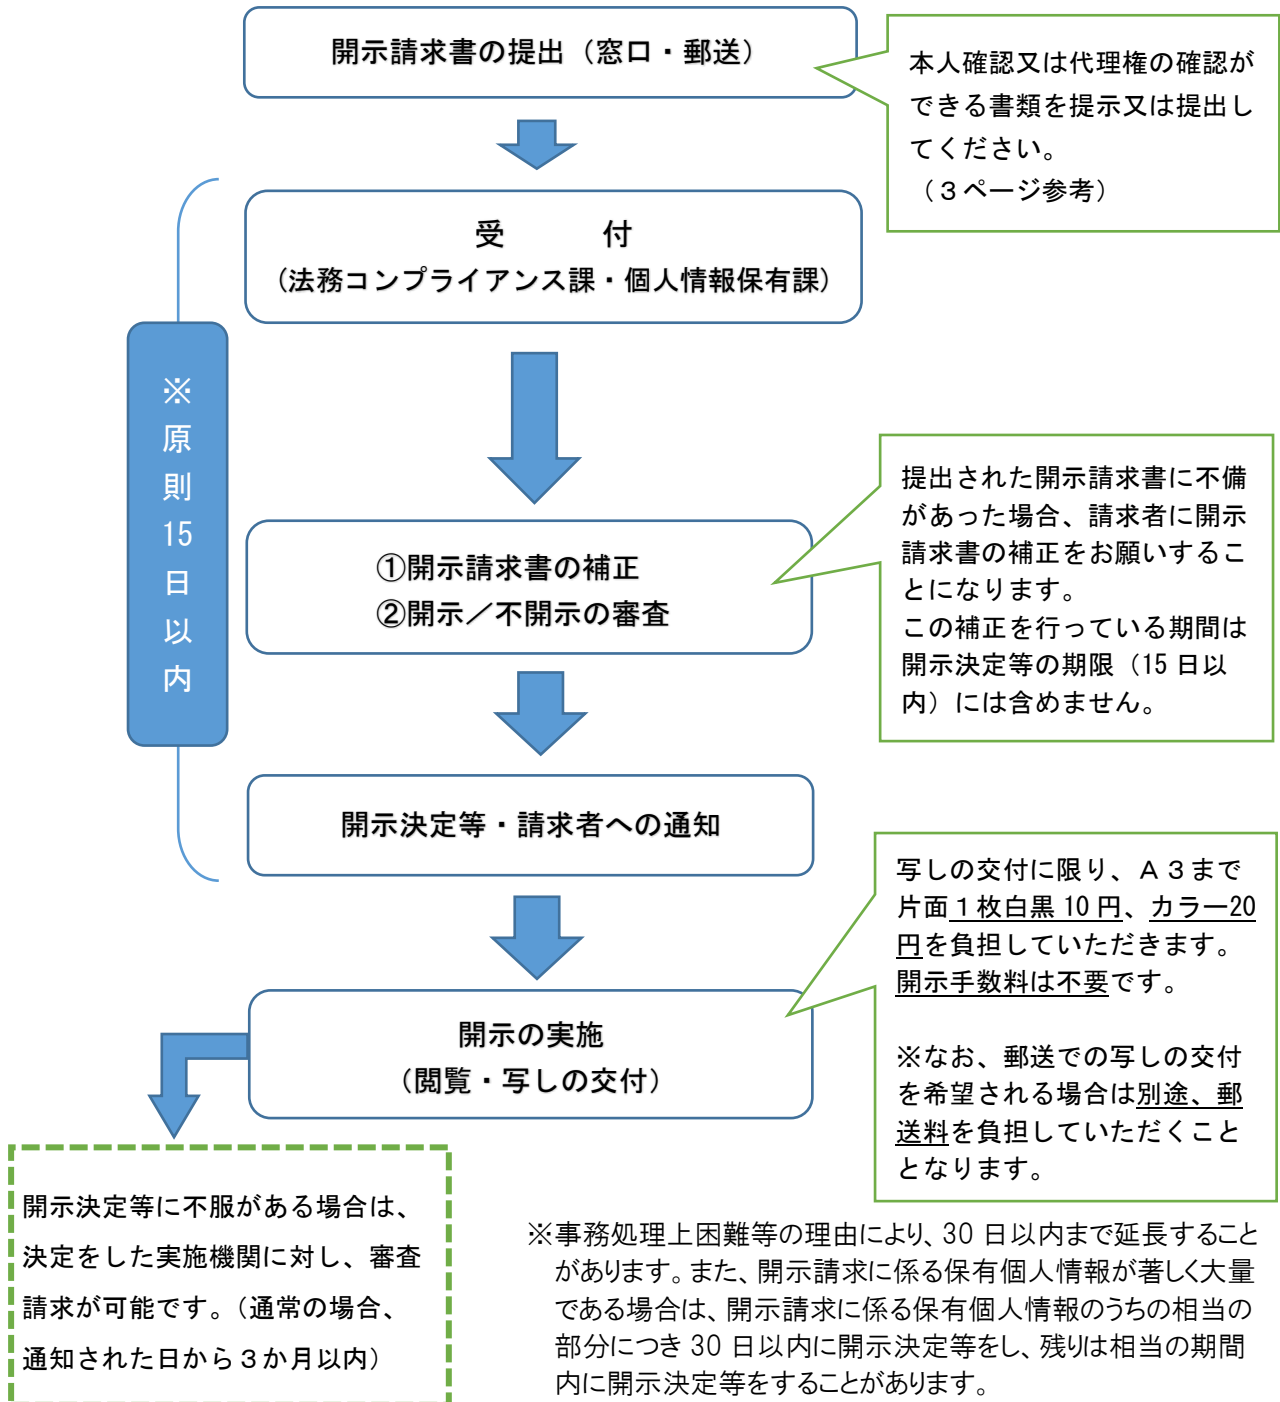 開示請求書の提出（窓口・郵送）
本人確認又は代理権の確認が
できる書類を提示又は提出し
てください。
（３ページ参考）
受　　　付
（法務コンプライアンス課・個人情報保有課）
※原則15日以内
①開示請求書の補正
②開示／不開示の審査
提出された開示請求書に不備
があった場合、請求者に開示
請求書の補正をお願いするこ
とになります。
この補正を行っている期間は
開示決定等の期限（15 日以
内）には含めません。
開示決定等・請求者への通知
写しの交付に限り、Ａ３まで
片面１枚白黒 10 円、カラー20
円を負担していただきます。
開示手数料は不要です。
※なお、郵送での写しの交付
を希望される場合は別途、郵
送料を負担していただくこと
となります。
開示の実施
（閲覧・写しの交付）
開示決定等に不服がある場合は、
決定をした実施機関に対し、審査
請求が可能です。（通常の場合、
通知された日から３か月以内）
※事務処理上困難等の理由により、30 日以内まで延長すること
があります。また、開示請求に係る保有個人情報が著しく大量
である場合は、開示請求に係る保有個人情報のうちの相当の
部分につき 30 日以内に開示決定等をし、残りは相当の期間
内に開示決定等をすることがあります。